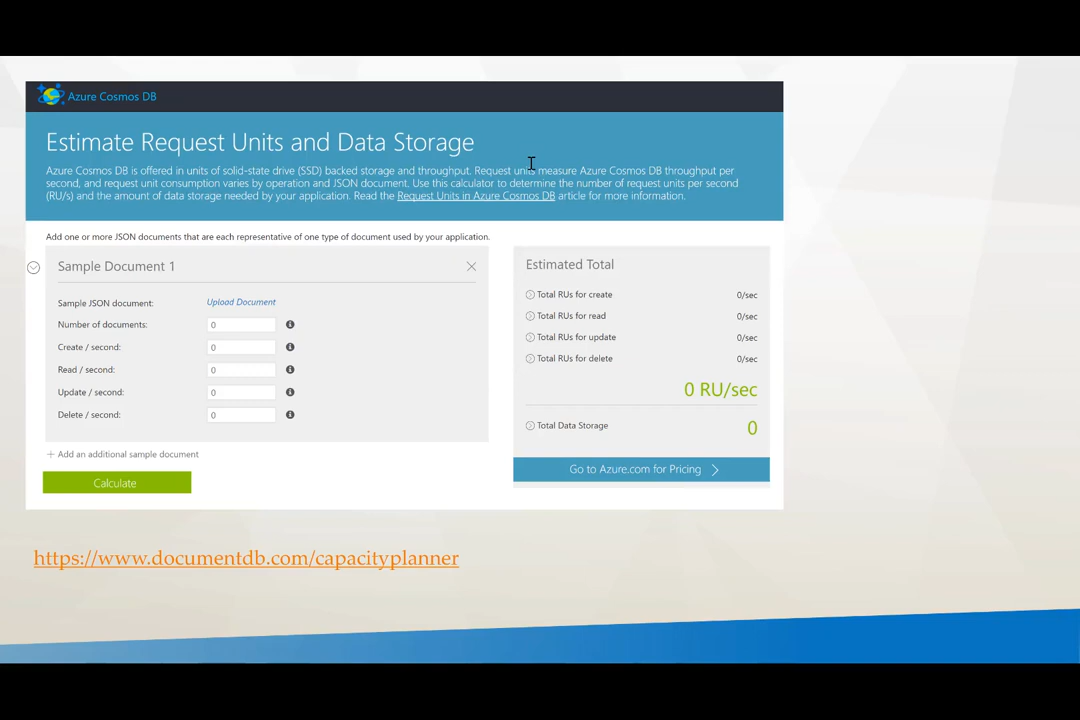 Azure Cosmos DB
Estimate Request Units and Data Storage
Azure Cosmos DB is offered in units of solid-state drive (SSD) backed storage and throughput. Request units measure Azure Cosmos DB throughput per
second, and request unit consumption varies by operation and JSON document. Use this calculator to determine the number of request units per second
(RU/s) and the amount of data storage needed by your application. Read the Request Units in Azure Cosmos DB article for more information.
Add one or more JSON documents that are each representative of one type of document used by your application.
Sample Document 1
Sample JSON document: Upload Document
Number of documents: 0
Create / second: 0
Read / second: 0
Update / second: 0
Delete / second: 0
+ Add an additional sample document
Calculate
Estimated Total
Total RUs for create 0/sec
Total RUs for read 0/sec
Total RUs for update 0/sec
Total RUs for delete 0/sec
0 RU/sec
Total Data Storage 0
Go to Azure.com for Pricing
https://www.documentdb.com/capacityplanner